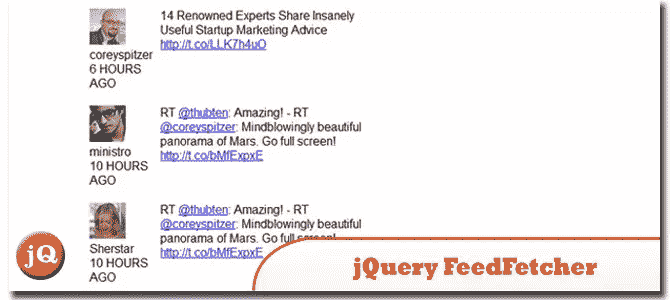 14 Renowned Experts Share Insanely
Useful Startup Marketing Advice
http://t.co/LLK7h4uO
coreyspitzer
6 HOURS
AGO
RT @thubten: Amazing! - RT
@coreyspitzer: Mindblowingly beautiful
panorama of Mars. Go full screen!
http://t.co/bMfExpxE
ministro
10 HOURS
AGO
RT @thubten: Amazing! - RT
@coreyspitzer: Mindblowingly beautiful
panorama of Mars. Go full screen!
http://t.co/bMfExpxE
Sherstar
10 HOURS
AGO
jQ
jQuery FeedFetcher